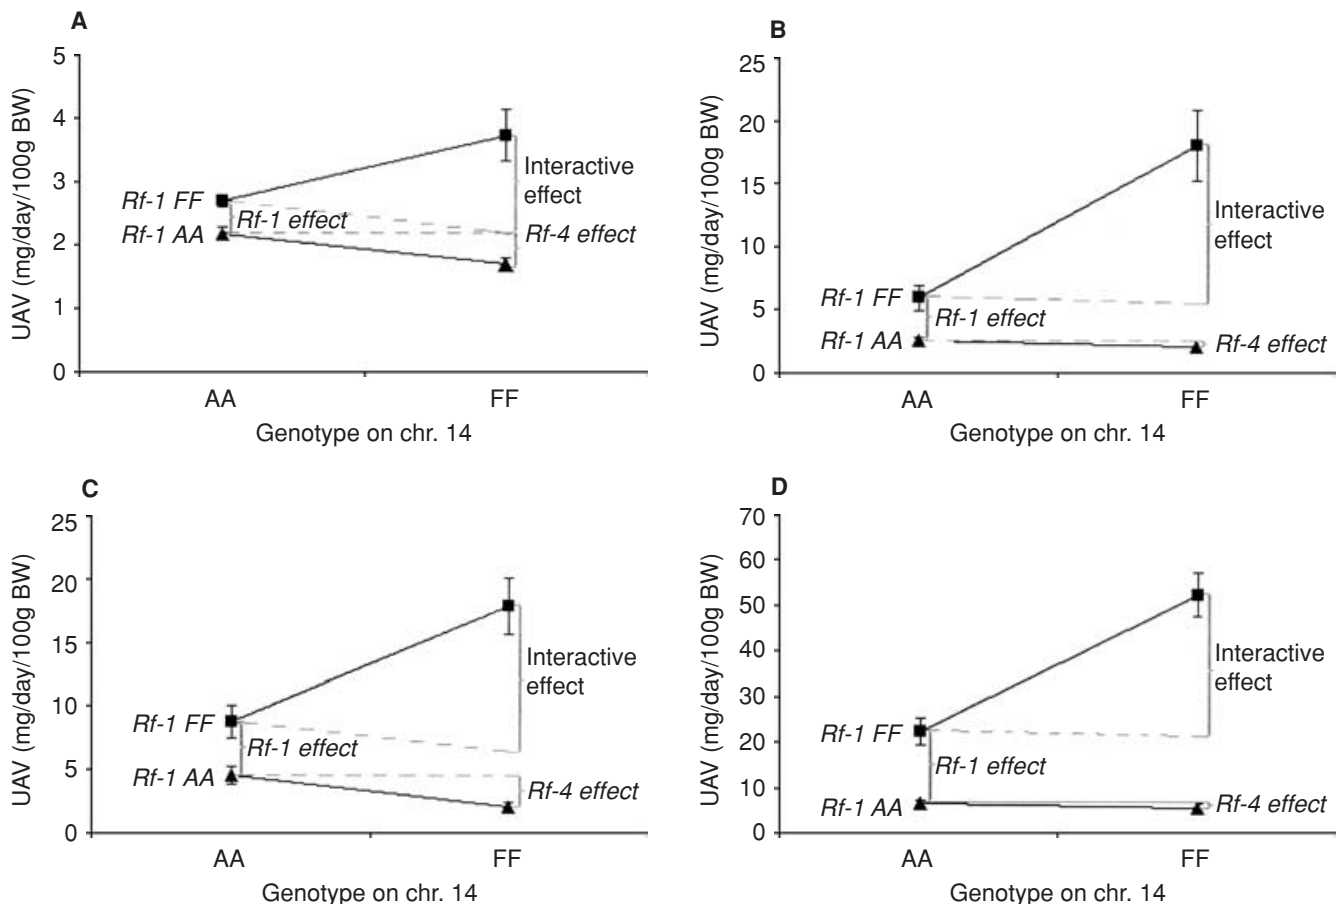 A
UAV (mg/day/100g BW)
5
4
3
2
1
0
Rf-1 FF
Rf-1 AA
Rf-1 effect
Interactive
effect
Rf-4 effect
AA
FF
Genotype on chr. 14
B
UAV (mg/day/100g BW)
25
20
15
10
5
0
Rf-1 FF
Rf-1 AA
Rf-1 effect
Interactive
effect
Rf-4 effect
AA
FF
Genotype on chr. 14
C
UAV (mg/day/100g BW)
25
20
15
10
5
0
Rf-1 FF
Rf-1 AA
Rf-1 effect
Interactive
effect
Rf-4 effect
AA
FF
Genotype on chr. 14
D
UAV (mg/day/100g BW)
70
60
50
40
30
20
10
0
Rf-1 FF
Rf-1 AA
Rf-1 effect
Interactive
effect
Rf-4 effect
AA
FF
Genotype on chr. 14